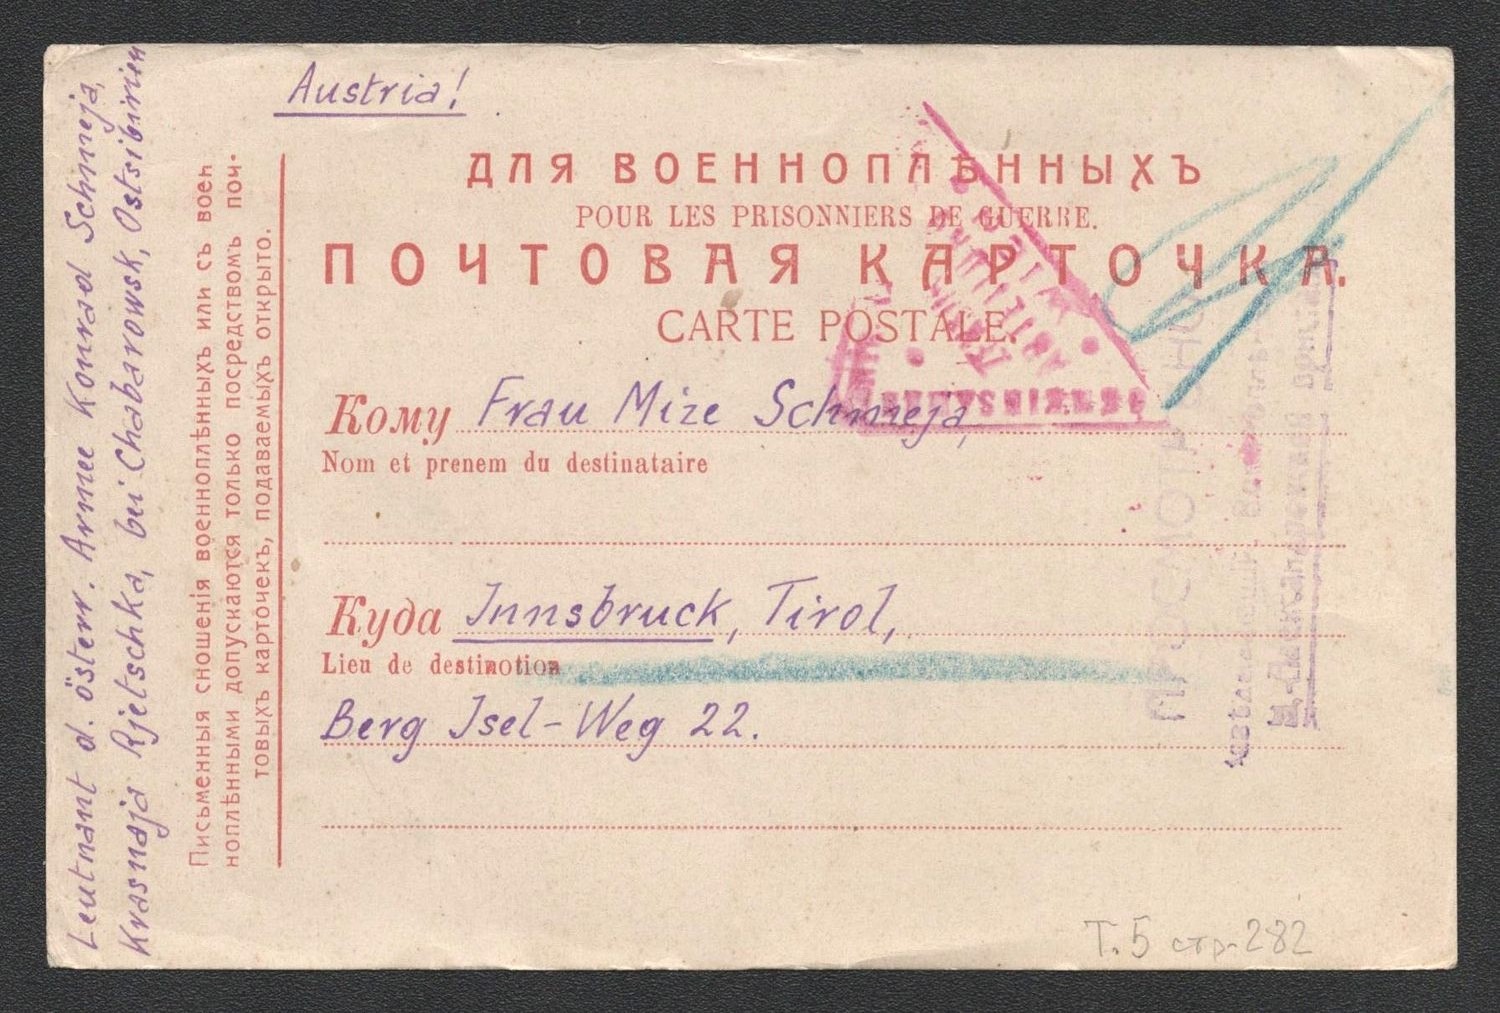 Austria!
ДЛЯ ВОЕННОПЛѢННЫХЪ
POUR LES PRISONNIERS DE GUERRE.
ПОЧТОВАЯ КАРТОЧКА.
CARTE POSTALE.
Кому Frau Mize Schmeja,
Nom et prenem du destinataire
Куда Innsbruck, Tirol,
Lieu de destinotion
Berg Isel-Weg 22.
Leutnant d. österr. Armee Konrad Schmeja,
Krasnaja Rjetschka, bei Chabarowsk, Ostsibirien
Письменныя сношенія военноплѣнныхъ или съ воен
ноплѣнными допускаются только посредствомъ поч-
товыхъ карточекъ, подаваемыхъ открыто.
Т. 5 стр-282